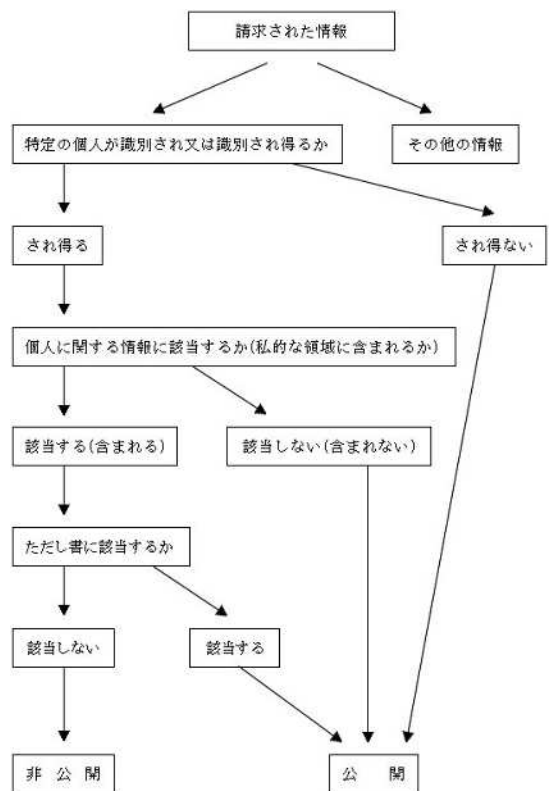 請求された情報
特定の個人が識別され又は識別され得るか
その他の情報
され得る
され得ない
個人に関する情報に該当するか(私的な領域に含まれるか)
該当する(含まれる)
該当しない(含まれない)
ただし書に該当するか
該当しない
該当する
非 公 開
公 開